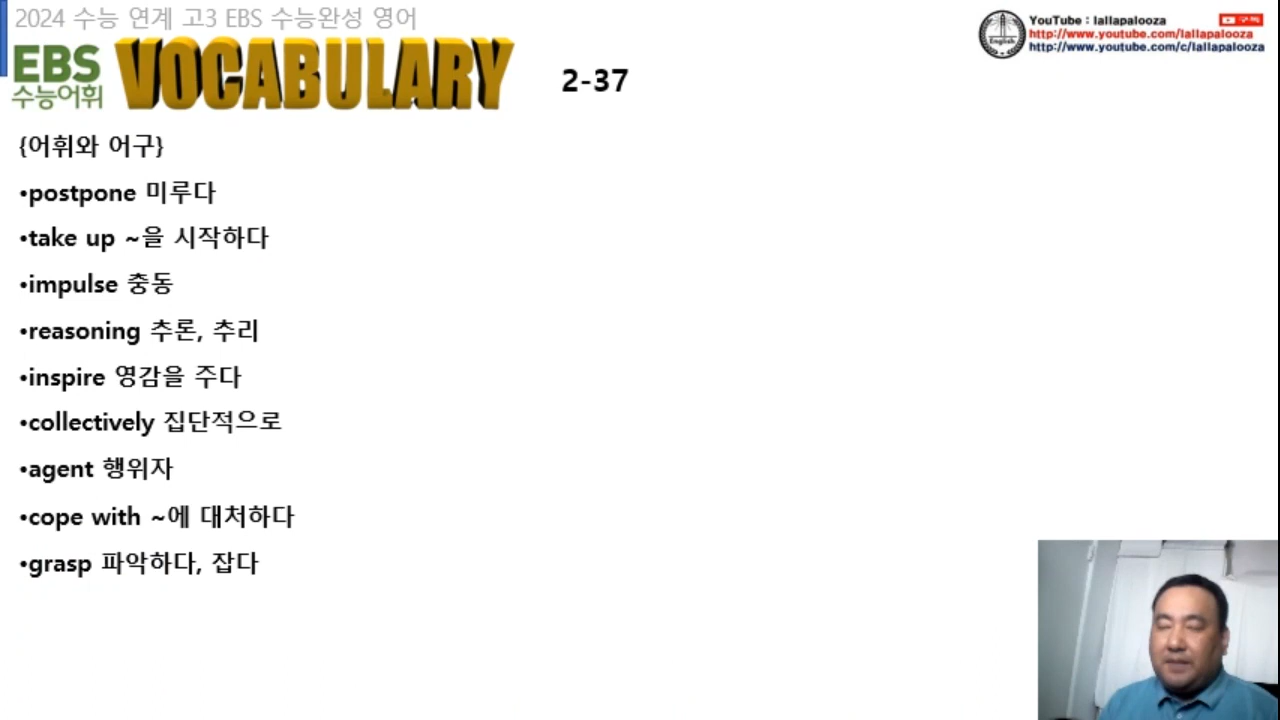 2024 수능 연계 고3 EBS 수능완성 영어
EBS 수능어휘
VOCABULARY
2-37
YouTube : lallapalooza
구독
http://www.youtube.com/lallapalooza
http://www.youtube.com/c/lallapalooza
English
{어휘와 어구}
•postpone 미루다
•take up ~을 시작하다
•impulse 충동
•reasoning 추론, 추리
•inspire 영감을 주다
•collectively 집단적으로
•agent 행위자
•cope with ~에 대처하다
•grasp 파악하다, 잡다